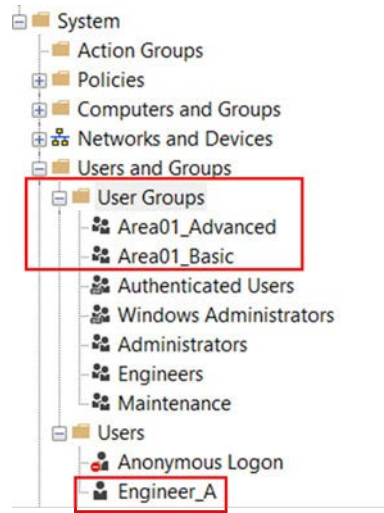 System
Action Groups
Policies
Computers and Groups
Networks and Devices
Users and Groups
User Groups
Area01_Advanced
Area01_Basic
Authenticated Users
Windows Administrators
Administrators
Engineers
Maintenance
Users
Anonymous Logon
Engineer_A